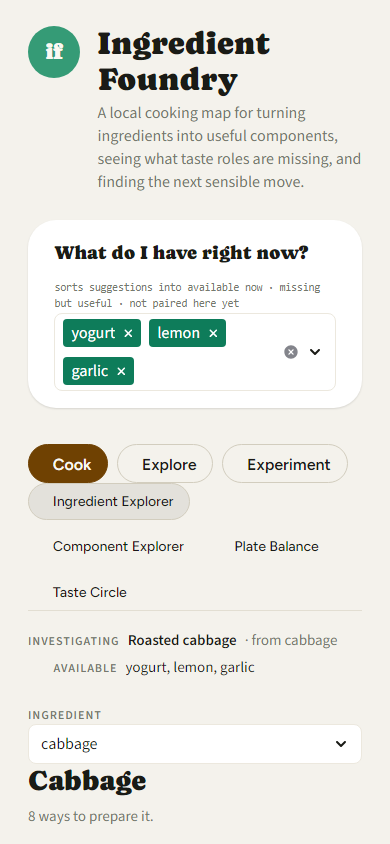 if
Ingredient
Foundry
A local cooking map for turning
ingredients into useful components,
seeing what taste roles are missing, and
finding the next sensible move.
What do I have right now?
sorts suggestions into available now · missing
but useful · not paired here yet
yogurt × lemon ×
garlic ×
Cook Explore Experiment
Ingredient Explorer
Component Explorer Plate Balance
Taste Circle
INVESTIGATING Roasted cabbage · from cabbage
AVAILABLE yogurt, lemon, garlic
INGREDIENT
cabbage
Cabbage
8 ways to prepare it.